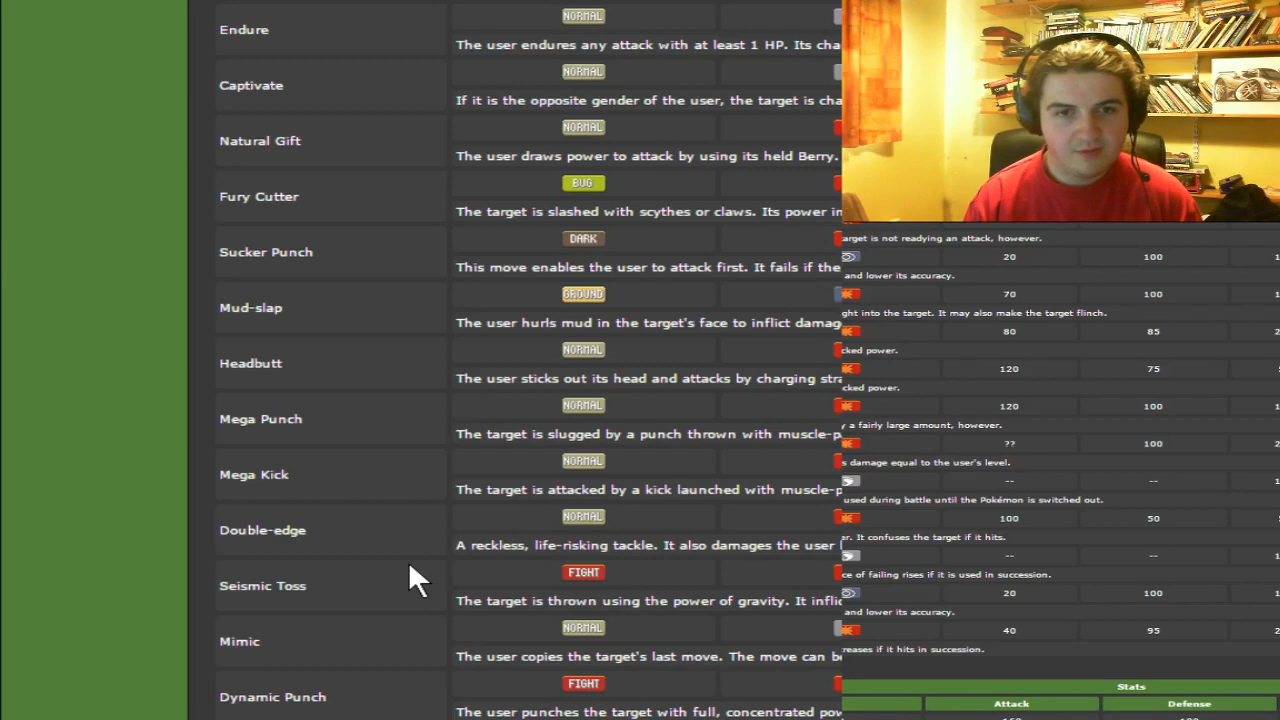 Endure
NORMAL
The user endures any attack with at least 1 HP. Its cha
Captivate
NORMAL
If it is the opposite gender of the user, the target is cha
Natural Gift
NORMAL
The user draws power to attack by using its held Berry.
Fury Cutter
BUG
The target is slashed with scythes or claws. Its power in
Sucker Punch
DARK
This move enables the user to attack first. It fails if the
Mud-slap
GROUND
The user hurls mud in the target's face to inflict damag
Headbutt
NORMAL
The user sticks out its head and attacks by charging stra
Mega Punch
NORMAL
The target is slugged by a punch thrown with muscle-p
Mega Kick
NORMAL
The target is attacked by a kick launched with muscle-p
Double-edge
NORMAL
A reckless, life-risking tackle. It also damages the user
Seismic Toss
FIGHT
The target is thrown using the power of gravity. It inflic
Mimic
NORMAL
The user copies the target's last move. The move can be
Dynamic Punch
FIGHT
The user punches the target with full, concentrated pow
target is not readying an attack, however.
20 100 1
and lower its accuracy.
70 100
ght into the target. It may also make the target flinch.
80 85 2
cked power.
120 75
cked power.
120 100
y a fairly large amount, however.
?? 100
s damage equal to the user's level.
-- -- 1
used during battle until the Pokémon is switched out.
100 50
er. It confuses the target if it hits.
-- -- 1
ce of failing rises if it is used in succession.
20 100 1
and lower its accuracy.
40 95 2
creases if it hits in succession.
Stats
Attack Defense